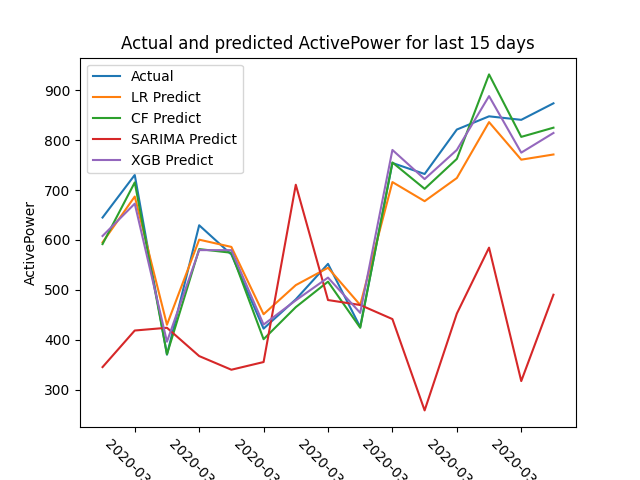 Actual and predicted ActivePower for last 15 days
Actual
LR Predict
CF Predict
SARIMA Predict
XGB Predict
ActivePower
900
800
700
600
500
400
300
2020-03
2020-03
2020-03
2020-03
2020-03
2020-03
2020-03